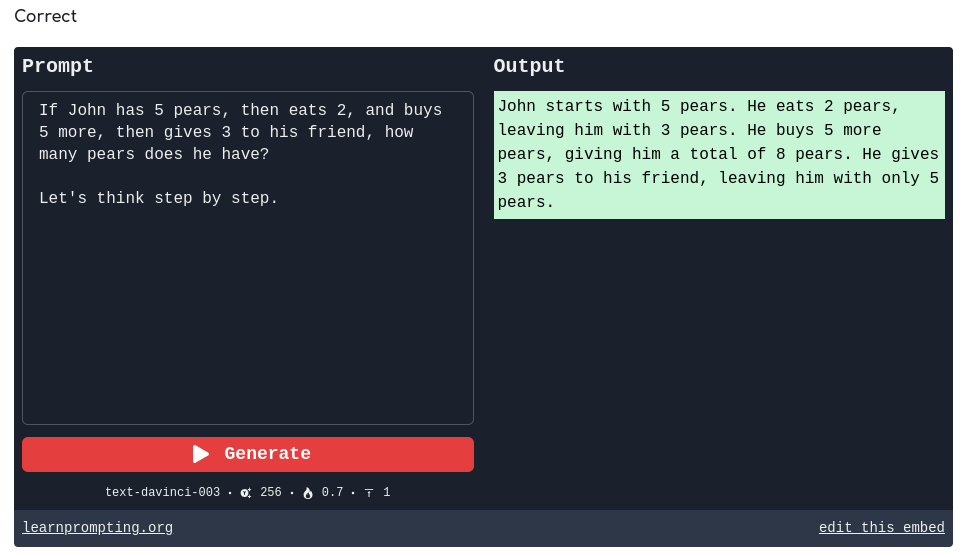 Correct
Prompt
If John has 5 pears, then eats 2, and buys
5 more, then gives 3 to his friend, how
many pears does he have?
Let's think step by step.
Generate
text-davinci-003 · 256 · 0.7 · 1
Output
John starts with 5 pears. He eats 2 pears,
leaving him with 3 pears. He buys 5 more
pears, giving him a total of 8 pears. He gives
3 pears to his friend, leaving him with only 5
pears.
learnprompting.org
edit this embed